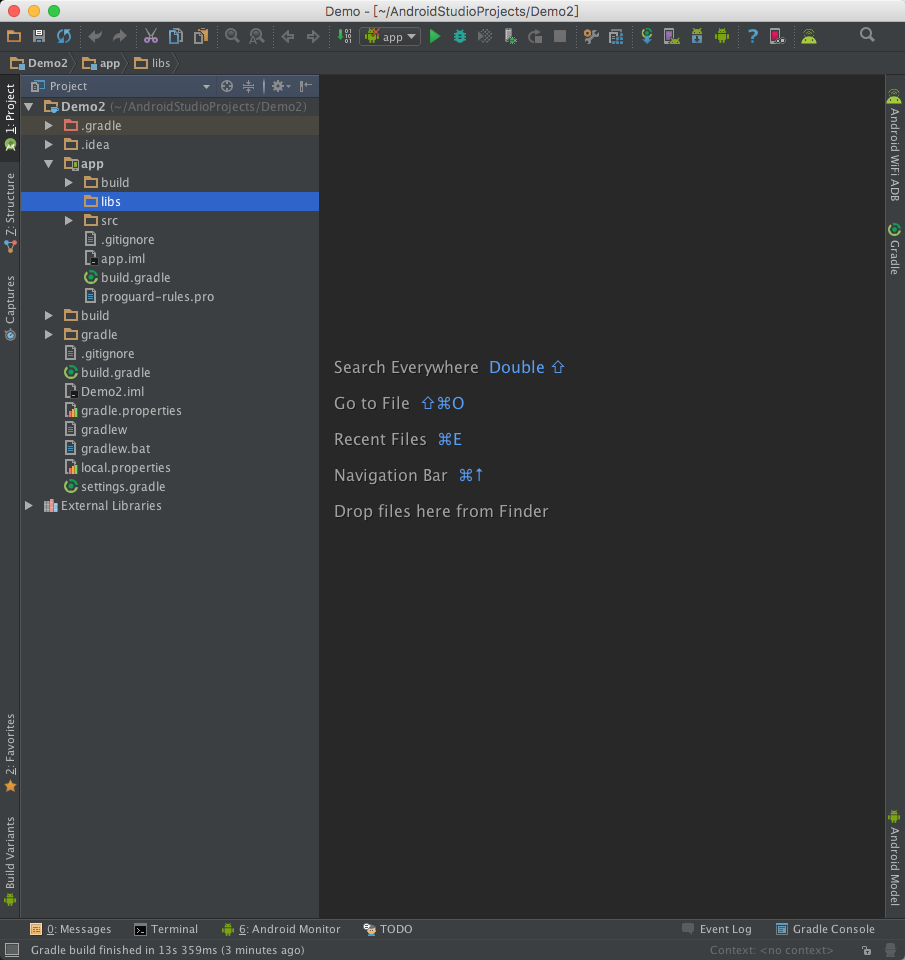 Demo - [~/AndroidStudioProjects/Demo2]
app
Demo2 app libs
Project
Demo2 (~/AndroidStudioProjects/Demo2)
.gradle
.idea
app
build
libs
src
.gitignore
app.iml
build.gradle
proguard-rules.pro
build
gradle
.gitignore
build.gradle
Demo2.iml
gradle.properties
gradlew
gradlew.bat
local.properties
settings.gradle
External Libraries
1: Project
7: Structure
Captures
2: Favorites
Build Variants
Search Everywhere Double ⇧
Go to File ⇧⌘O
Recent Files ⌘E
Navigation Bar ⌘↑
Drop files here from Finder
Android WiFi ADB
Gradle
Android Model
0: Messages Terminal 6: Android Monitor TODO Event Log Gradle Console
Gradle build finished in 13s 359ms (3 minutes ago) Context: <no context>